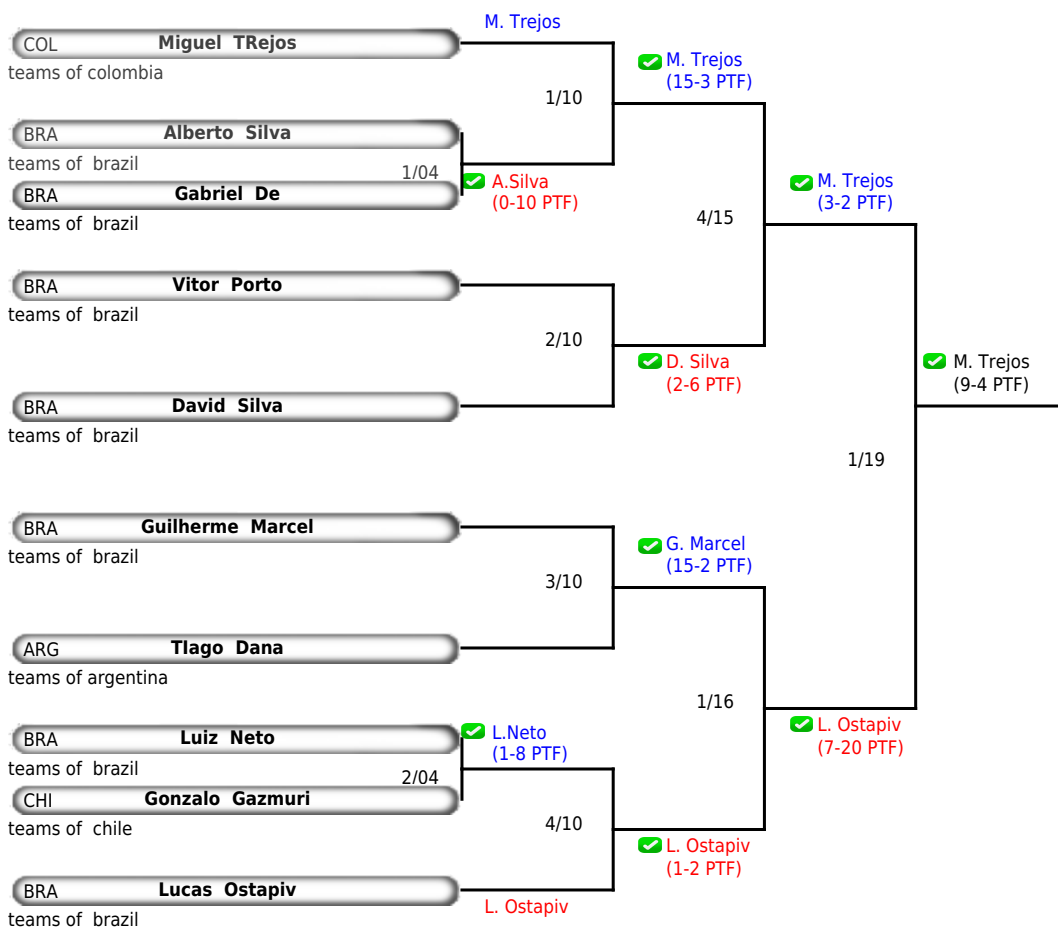 M. Trejos
COL Miguel TRejos
teams of colombia
M. Trejos
(15-3 PTF)
1/10
BRA Alberto Silva
teams of brazil
1/04
BRA Gabriel De
teams of brazil
A.Silva
(0-10 PTF)
M. Trejos
(3-2 PTF)
4/15
BRA Vitor Porto
teams of brazil
2/10
D. Silva
(2-6 PTF)
M. Trejos
(9-4 PTF)
BRA David Silva
teams of brazil
1/19
BRA Guilherme Marcel
teams of brazil
G. Marcel
(15-2 PTF)
3/10
ARG TIago Dana
teams of argentina
1/16
L. Ostapiv
(7-20 PTF)
BRA Luiz Neto
teams of brazil
L.Neto
(1-8 PTF)
2/04
CHI Gonzalo Gazmuri
teams of chile
4/10
L. Ostapiv
(1-2 PTF)
BRA Lucas Ostapiv
teams of brazil
L. Ostapiv